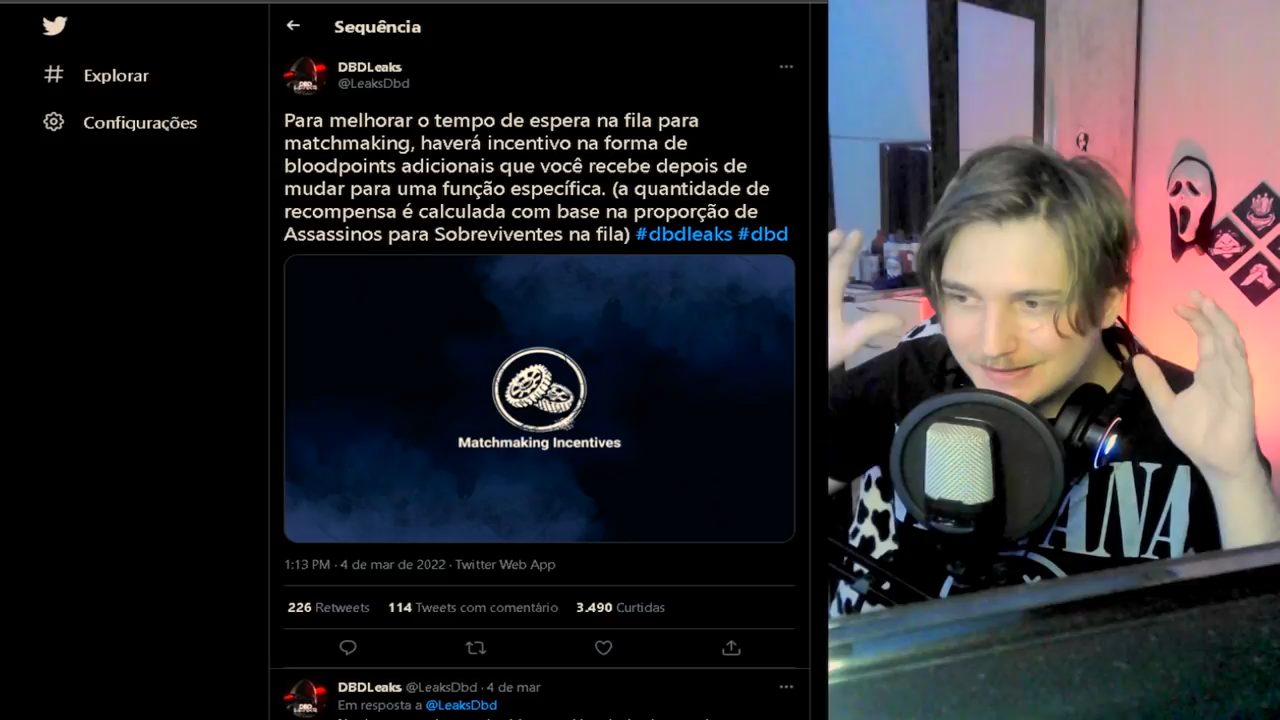 Sequência
Explorar
Configurações
DBDLeaks
@LeaksDbd
Para melhorar o tempo de espera na fila para
matchmaking, haverá incentivo na forma de
bloodpoints adicionais que você recebe depois de
mudar para uma função específica. (a quantidade de
recompensa é calculada com base na proporção de
Assassinos para Sobreviventes na fila) #dbdleaks #dbd
Matchmaking Incentives
1:13 PM · 4 de mar de 2022 · Twitter Web App
226 Retweets 114 Tweets com comentário 3.490 Curtidas
DBDLeaks @LeaksDbd · 4 de mar
Em resposta a @LeaksDbd